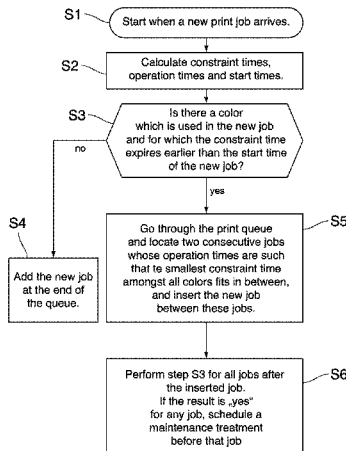 S1
Start when a new print job arrives.
S2
Calculate constraint times,
operation times and start times.
S3
Is there a color
which is used in the new job
and for which the constraint time
expires earlier than the start time
of the new job?
no
yes
S4
Add the new job
at the end of
the queue.
S5
Go through the print queue
and locate two consecutive jobs
whose operation times are such
that te smallest constraint time
amongst all colors fits in between,
and insert the new job
between these jobs.
S6
Perform step S3 for all jobs after
the inserted job.
If the result is „yes"
for any job, schedule a
maintenance treatment
before that job